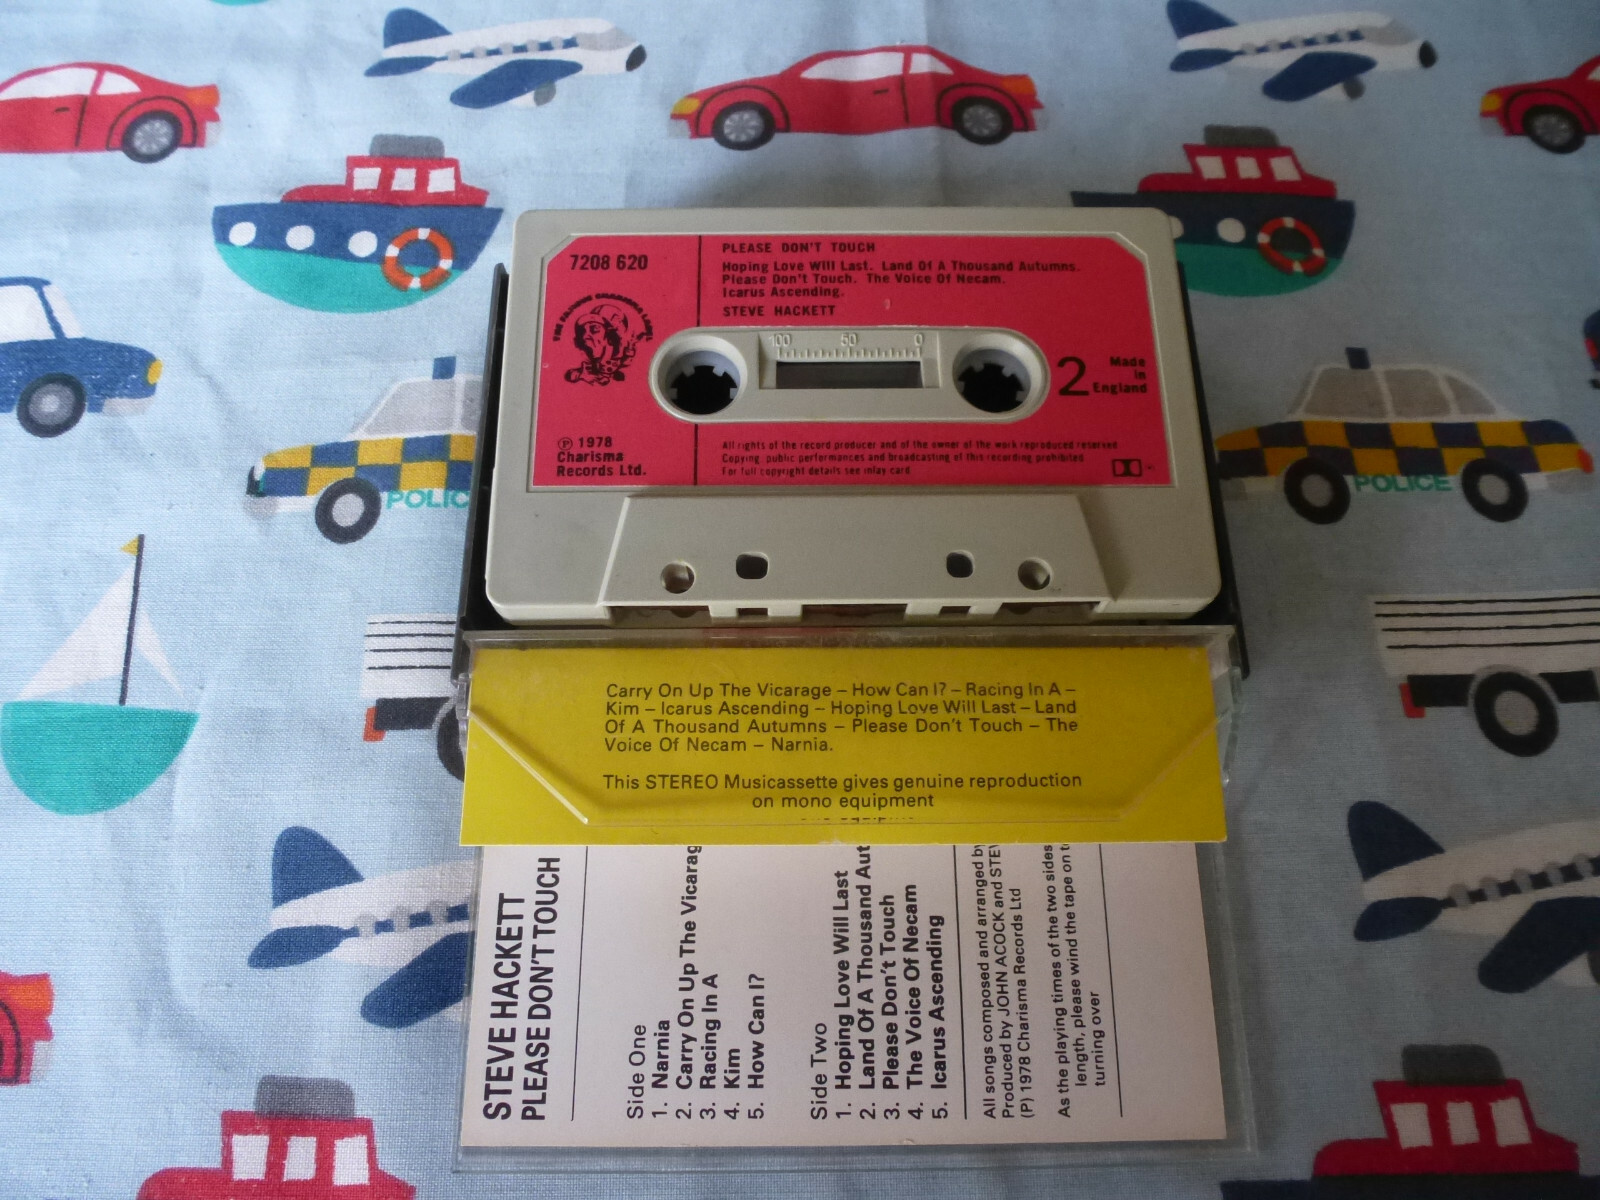 7208 620
PLEASE DON'T TOUCH
Hoping Love Will Last. Land Of A Thousand Autumns.
Please Don't Touch. The Voice Of Necam.
Icarus Ascending.
STEVE HACKETT
THE FAMOUS CHARISMA LABEL
100 50 0
2
Made
in
England
℗ 1978
Charisma
Records Ltd.
All rights of the record producer and of the owner of the work reproduced reserved
Copying public performances and broadcasting of this recording prohibited
For full copyright details see inlay card
Carry On Up The Vicarage – How Can I? – Racing In A –
Kim – Icarus Ascending – Hoping Love Will Last – Land
Of A Thousand Autumns – Please Don't Touch – The
Voice Of Necam – Narnia.
This STEREO Musicassette gives genuine reproduction
on mono equipment
STEVE HACKETT
PLEASE DON'T TOUCH
Side One
1. Narnia
2. Carry On Up The Vicarag
3. Racing In A
4. Kim
5. How Can I?
Side Two
1. Hoping Love Will Last
2. Land Of A Thousand Aut
3. Please Don't Touch
4. The Voice Of Necam
5. Icarus Ascending
All songs composed and arranged by
Produced by JOHN ACOCK and STEV
(P) 1978 Charisma Records Ltd
As the playing times of the two sides
length, please wind the tape on t
turning over
POLIC
POLICE